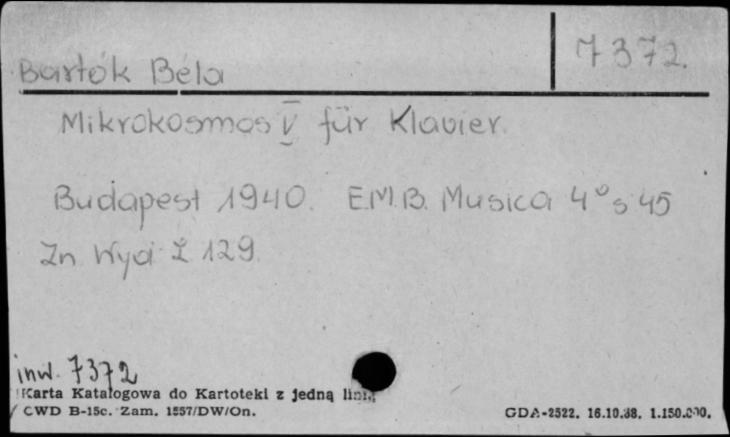 7372.
Bartók Béla
Mikrokosmos V für Klavier.
Budapest 1940. E.M.B. Musica 4° s 45
Zn. Wyd. Z 129.
inw. 7372
Karta Katalogowa do Kartoteki z jedną linią
CWD B-15c. Zam. 1557/DW/On.
GDA-2522. 16.10.38. 1.150.000.